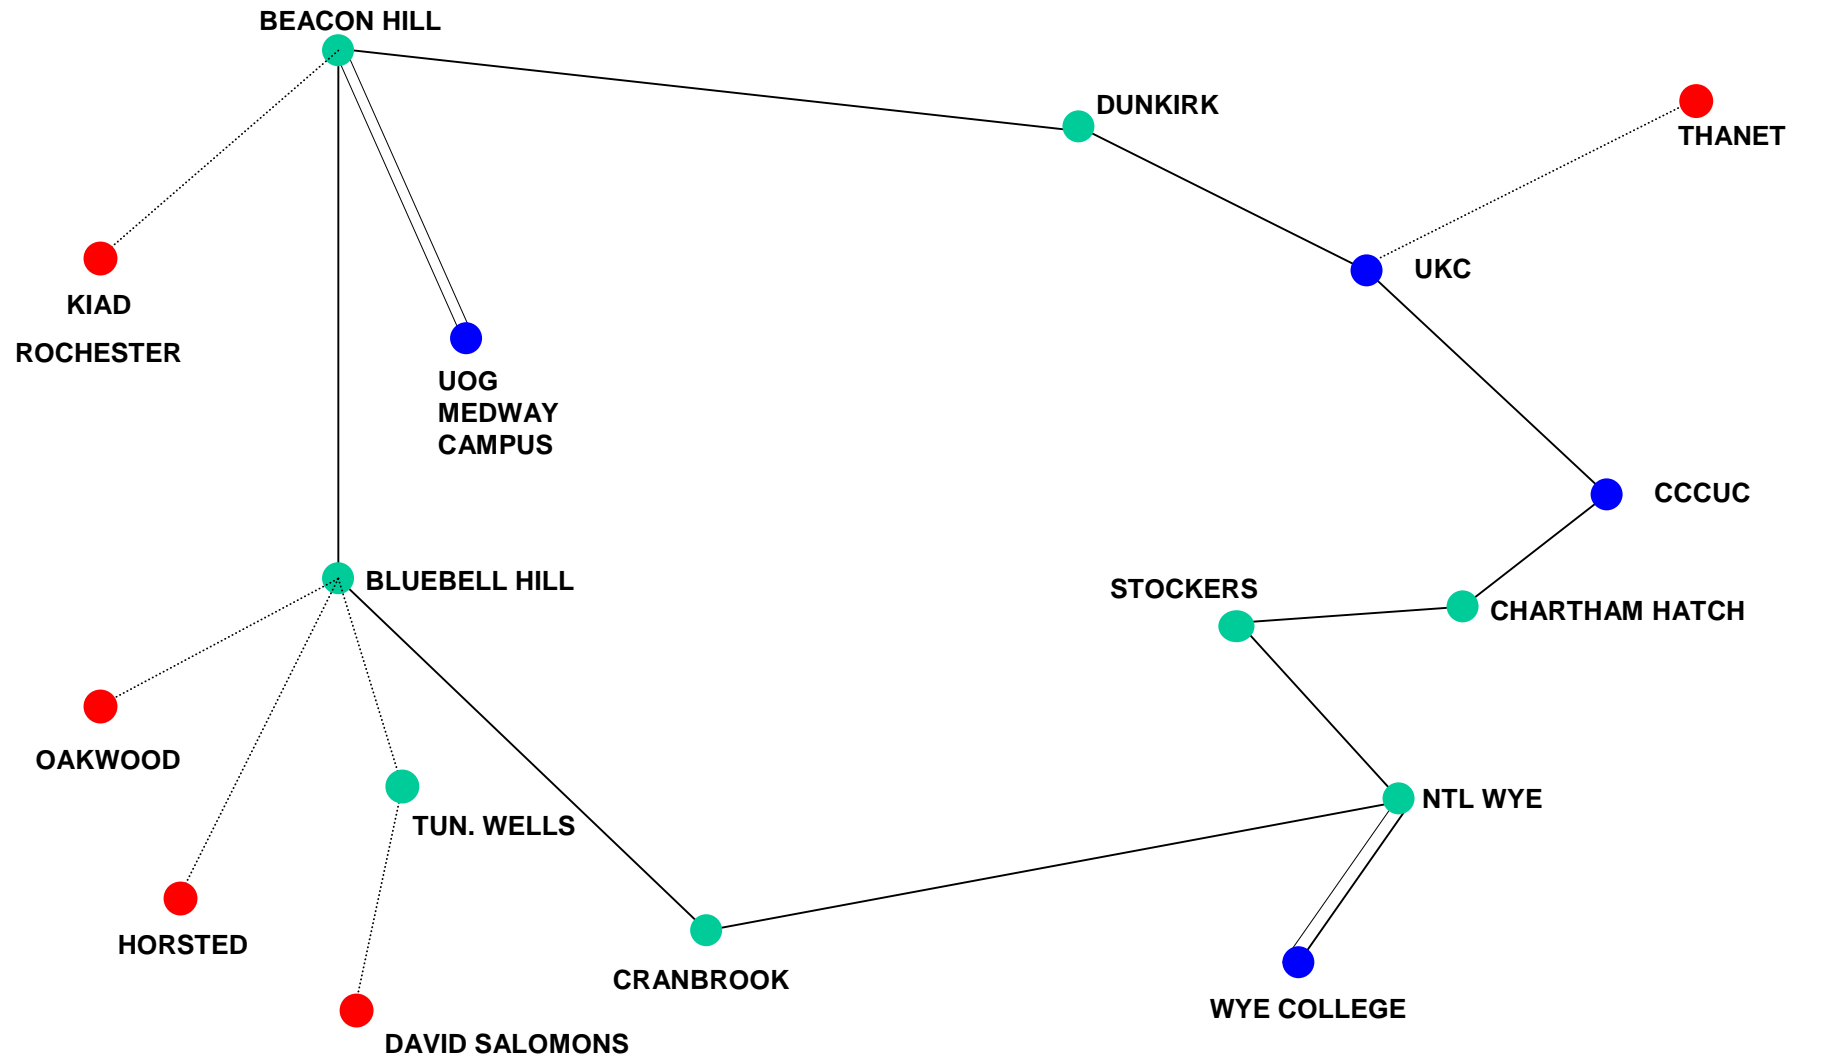 BEACON HILL
DUNKIRK
THANET
UKC
KIAD
ROCHESTER
UOG
MEDWAY
CAMPUS
CCCUC
BLUEBELL HILL
STOCKERS
CHARTHAM HATCH
OAKWOOD
TUN. WELLS
NTL WYE
HORSTED
CRANBROOK
WYE COLLEGE
DAVID SALOMONS